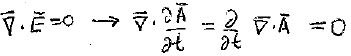 ∇⃗·E⃗=0 → ∇⃗·∂A⃗/∂t = ∂/∂t ∇⃗·A⃗ = 0